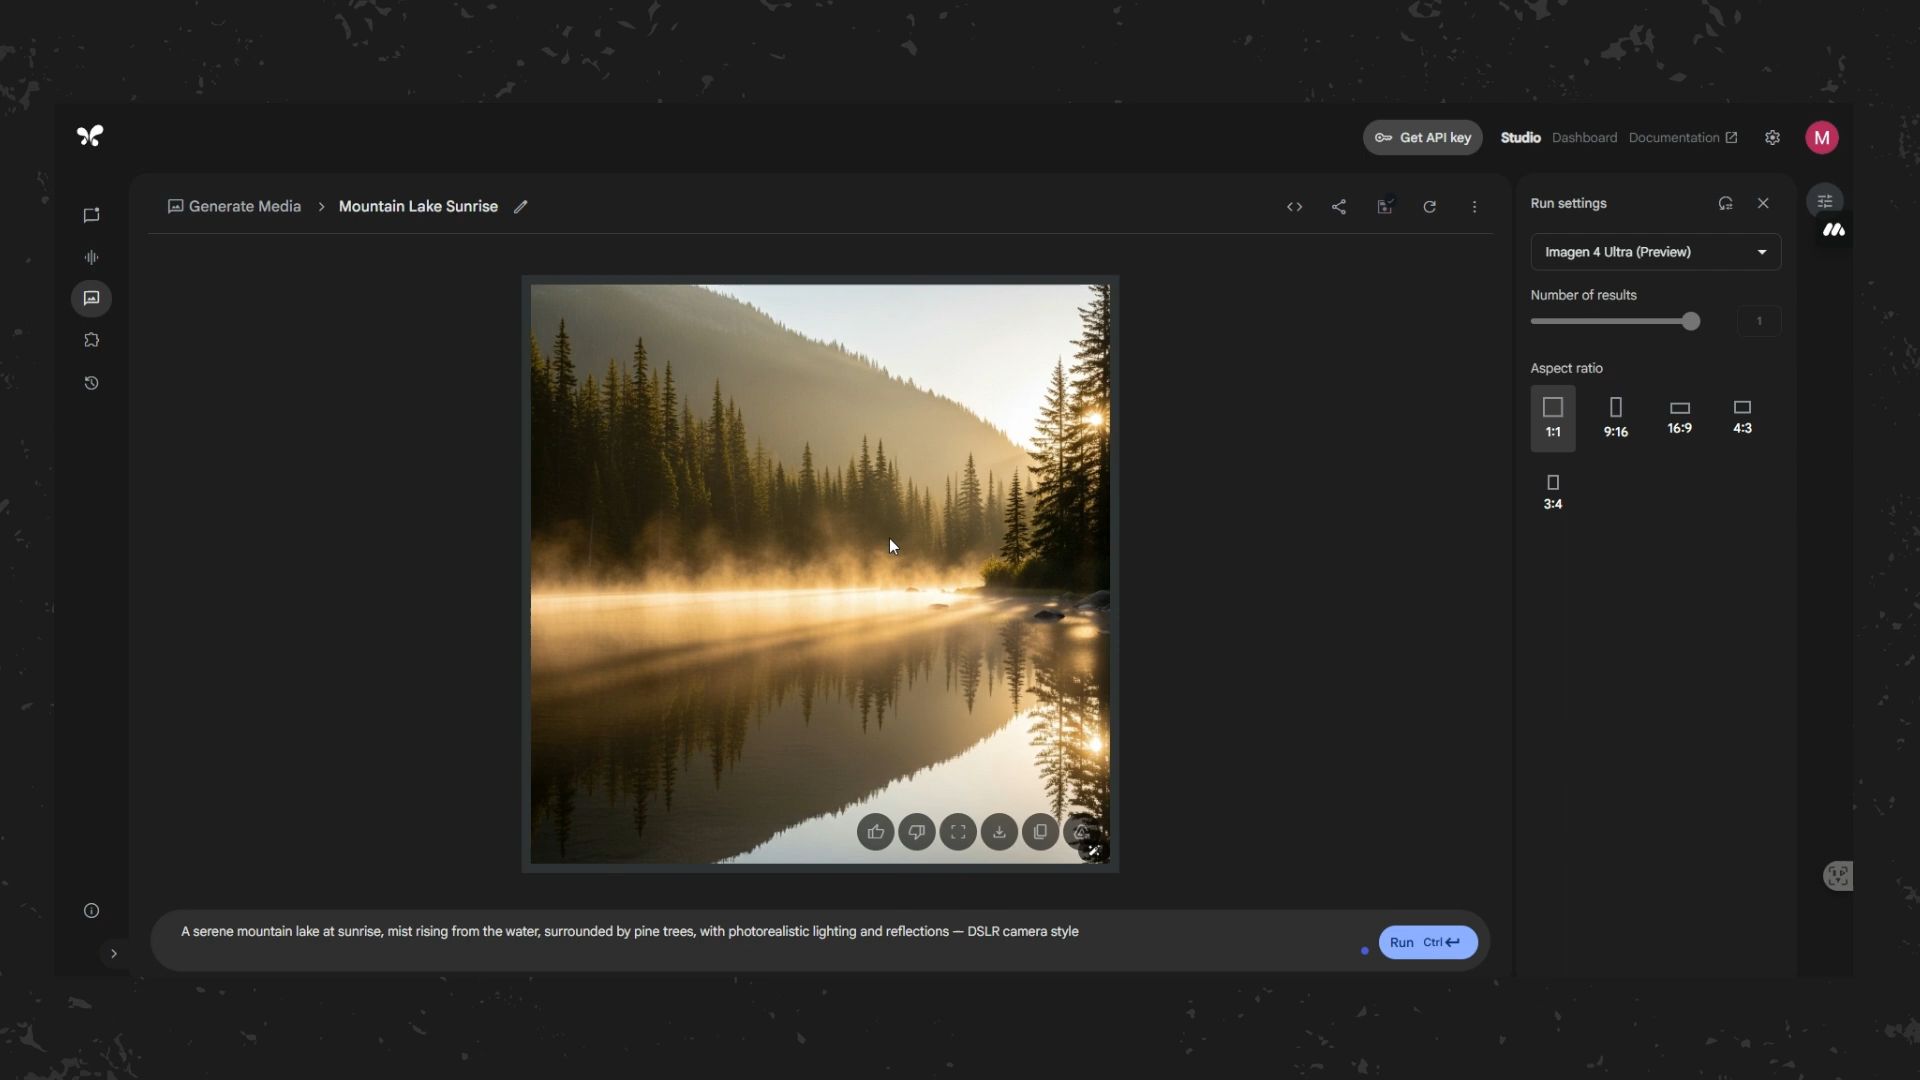 Get API key Studio Dashboard Documentation M
Generate Media > Mountain Lake Sunrise
Run settings
Imagen 4 Ultra (Preview)
Number of results
1
Aspect ratio
1:1 9:16 16:9 4:3
3:4
A serene mountain lake at sunrise, mist rising from the water, surrounded by pine trees, with photorealistic lighting and reflections — DSLR camera style
Run Ctrl↵